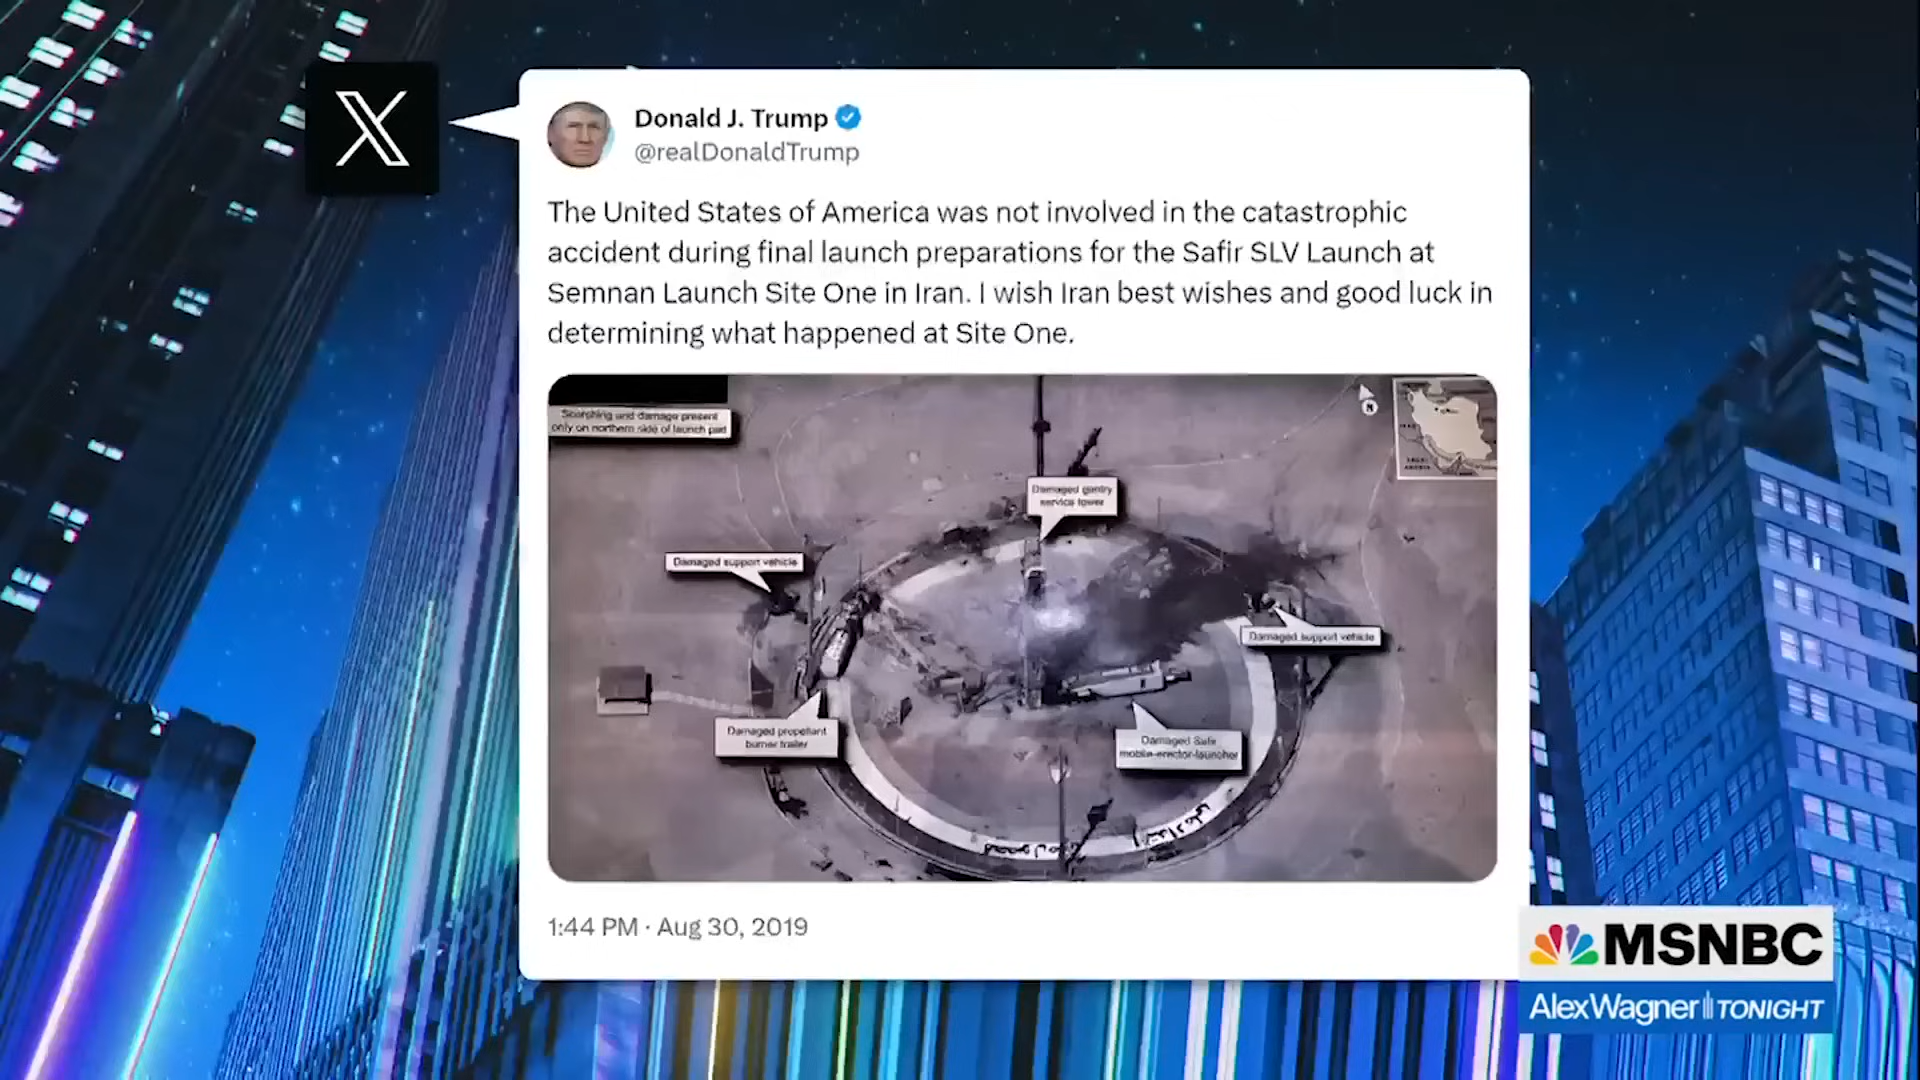 X
Donald J. Trump
@realDonaldTrump
The United States of America was not involved in the catastrophic
accident during final launch preparations for the Safir SLV Launch at
Semnan Launch Site One in Iran. I wish Iran best wishes and good luck in
determining what happened at Site One.
Scorching and damage present
only on northern side of launch pad
N
Damaged gantry
service tower
Damaged support vehicle
Damaged support vehicle
Damaged propellant
burner trailer
Damaged Safir
mobile-erector-launcher
1:44 PM · Aug 30, 2019
MSNBC
AlexWagner TONIGHT